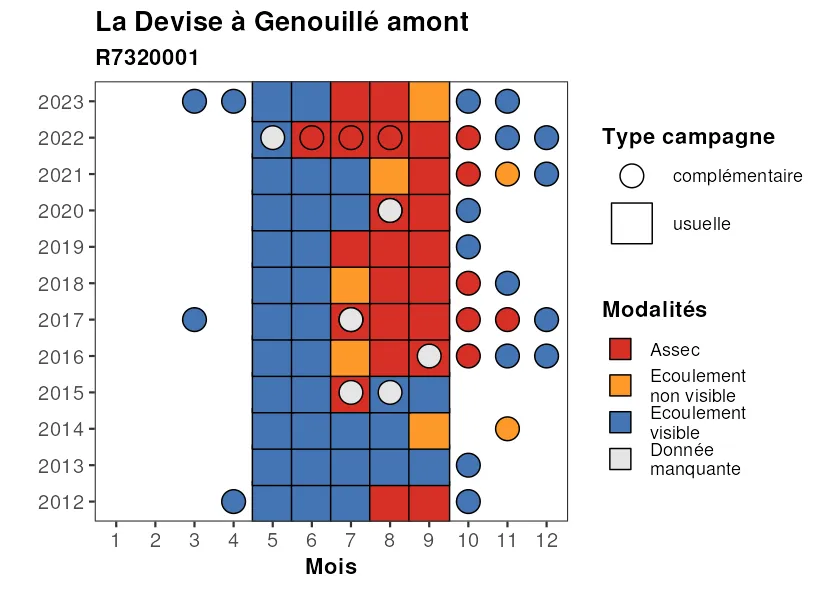 La Devise à Genouillé amont
R7320001
2023
2022
2021
2020
2019
2018
2017
2016
2015
2014
2013
2012
1 2 3 4 5 6 7 8 9 10 11 12
Mois
Type campagne
complémentaire
usuelle
Modalités
Assec
Ecoulement
non visible
Ecoulement
visible
Donnée
manquante